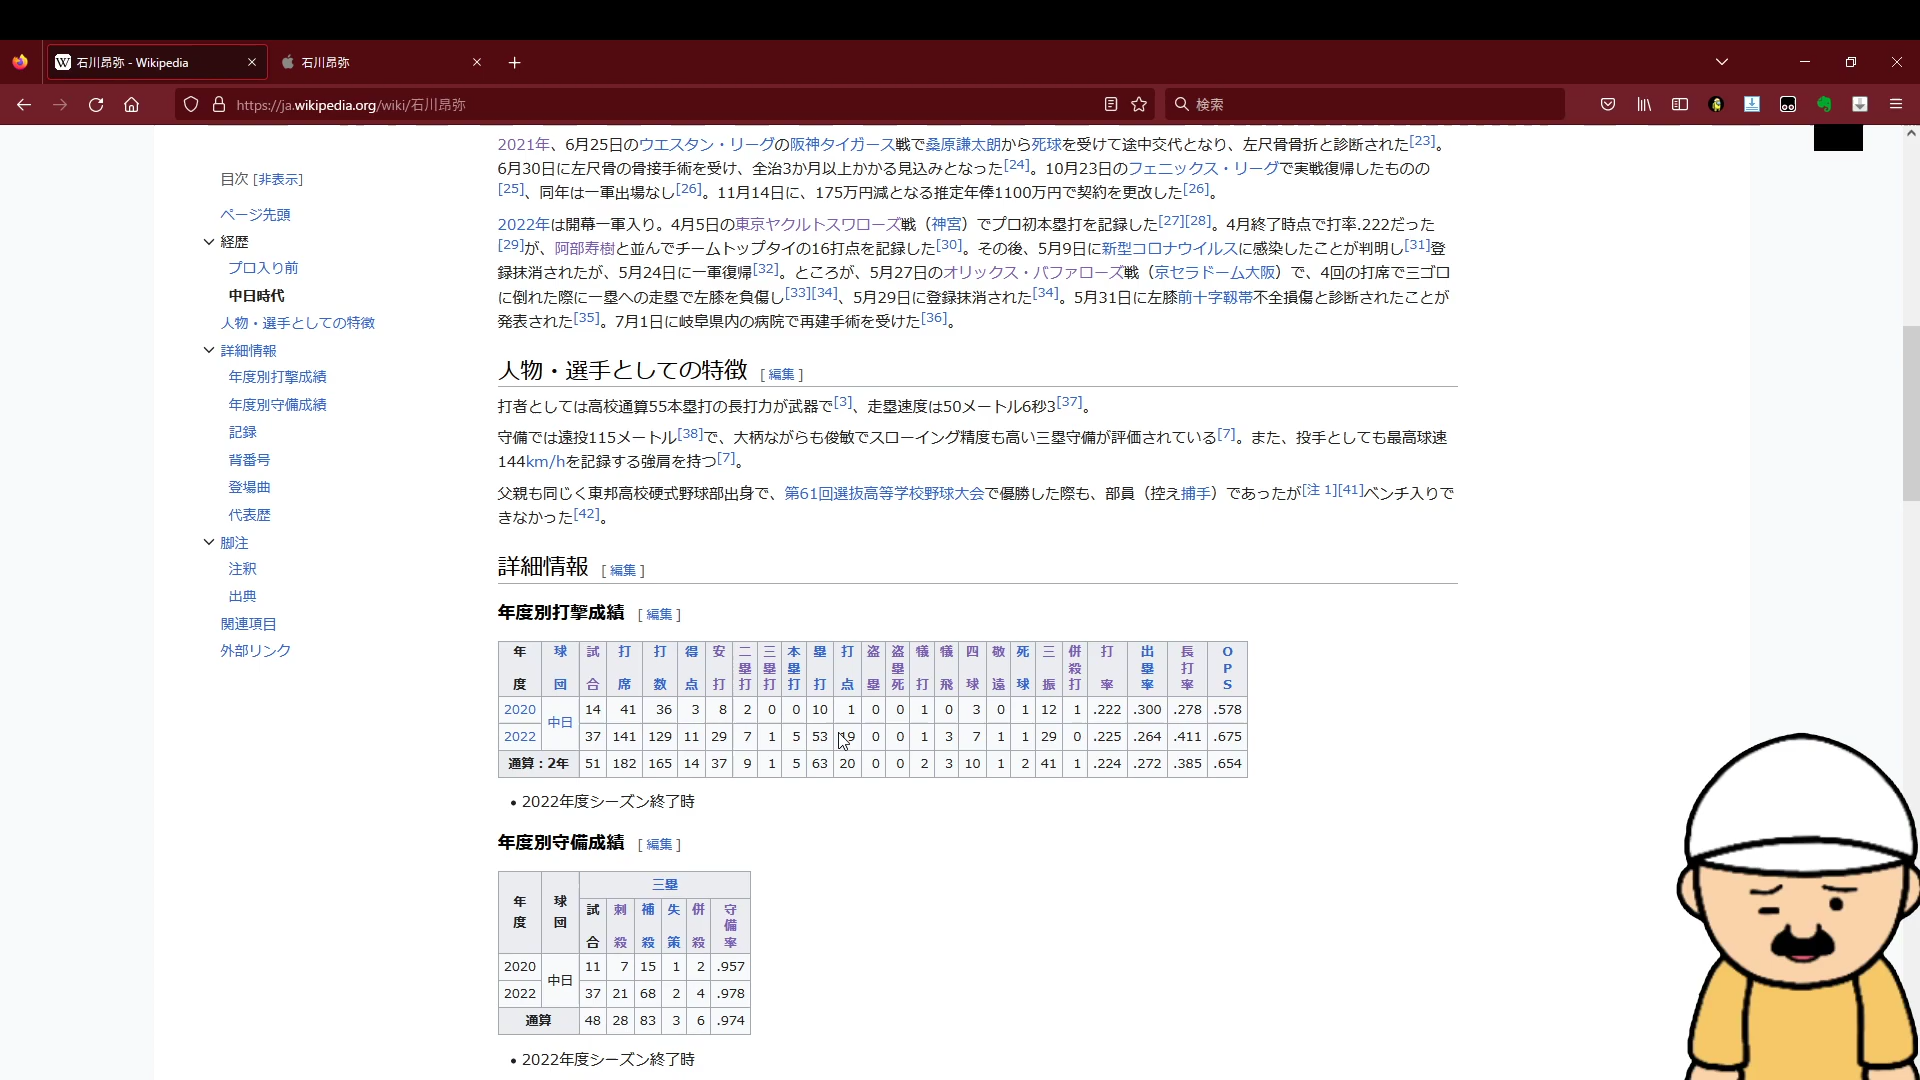 石川昂弥 - Wikipedia
石川昂弥
https://ja.wikipedia.org/wiki/石川昂弥
検索
目次 [非表示]
ページ先頭
経歴
プロ入り前
中日時代
人物・選手としての特徴
詳細情報
年度別打撃成績
年度別守備成績
記録
背番号
登場曲
代表歴
脚注
注釈
出典
関連項目
外部リンク
2021年、6月25日のウエスタン・リーグの阪神タイガース戦で桑原謙太朗から死球を受けて途中交代となり、左尺骨骨折と診断された[23]。
6月30日に左尺骨の骨接手術を受け、全治3か月以上かかる見込みとなった[24]。10月23日のフェニックス・リーグで実戦復帰したものの
[25]、同年は一軍出場なし[26]。11月14日に、175万円減となる推定年俸1100万円で契約を更改した[26]。
2022年は開幕一軍入り。4月5日の東京ヤクルトスワローズ戦（神宮）でプロ初本塁打を記録した[27][28]。4月終了時点で打率.222だった
[29]が、阿部寿樹と並んでチームトップタイの16打点を記録した[30]。その後、5月9日に新型コロナウイルスに感染したことが判明し[31]登
録抹消されたが、5月24日に一軍復帰[32]。ところが、5月27日のオリックス・バファローズ戦（京セラドーム大阪）で、4回の打席で三ゴロ
に倒れた際に一塁への走塁で左膝を負傷し[33][34]、5月29日に登録抹消された[34]。5月31日に左膝前十字靱帯不全損傷と診断されたことが
発表された[35]。7月1日に岐阜県内の病院で再建手術を受けた[36]。
人物・選手としての特徴 [ 編集 ]
打者としては高校通算55本塁打の長打力が武器で[3]、走塁速度は50メートル6秒3[37]。
守備では遠投115メートル[38]で、大柄ながらも俊敏でスローイング精度も高い三塁守備が評価されている[7]。また、投手としても最高球速
144km/hを記録する強肩を持つ[7]。
父親も同じく東邦高校硬式野球部出身で、第61回選抜高等学校野球大会で優勝した際も、部員（控え捕手）であったが[注 1][41]ベンチ入りで
きなかった[42]。
詳細情報 [ 編集 ]
年度別打撃成績 [ 編集 ]
年度 球団 試合 打席 打数 得点 安打 二塁打 三塁打 本塁打 塁打 打点 盗塁 盗塁死 犠打 犠飛 四球 敬遠 死球 三振 併殺打 打率 出塁率 長打率 OPS
2020 中日 14 41 36 3 8 2 0 0 10 1 0 0 1 0 3 0 1 12 1 .222 .300 .278 .578
2022 37 141 129 11 29 7 1 5 53 19 0 0 1 3 7 1 1 29 0 .225 .264 .411 .675
通算：2年 51 182 165 14 37 9 1 5 63 20 0 0 2 3 10 1 2 41 1 .224 .272 .385 .654
• 2022年度シーズン終了時
年度別守備成績 [ 編集 ]
年度 球団 三塁
試合 刺殺 補殺 失策 併殺 守備率
2020 中日 11 7 15 1 2 .957
2022 37 21 68 2 4 .978
通算 48 28 83 3 6 .974
• 2022年度シーズン終了時